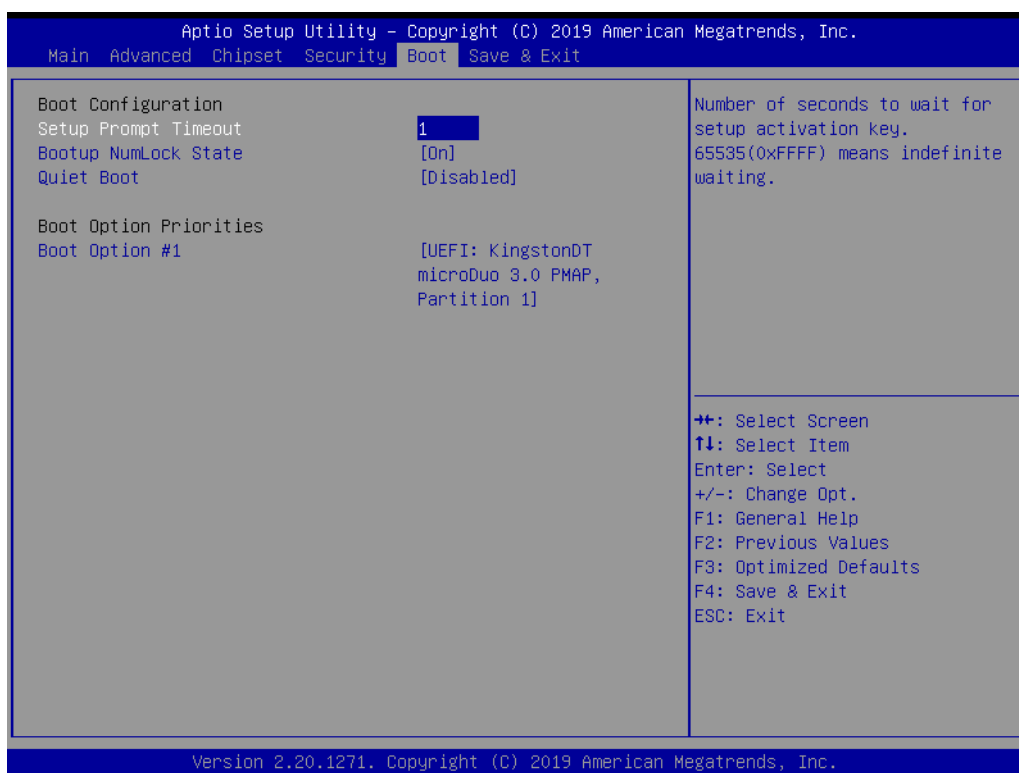 Aptio Setup Utility – Copyright (C) 2019 American Megatrends, Inc.
Main Advanced Chipset Security Boot Save & Exit
Boot Configuration
Setup Prompt Timeout 1
Bootup NumLock State [On]
Quiet Boot [Disabled]
Boot Option Priorities
Boot Option #1 [UEFI: KingstonDT
microDuo 3.0 PMAP,
Partition 1]
Number of seconds to wait for
setup activation key.
65535(0xFFFF) means indefinite
waiting.
→←: Select Screen
↑↓: Select Item
Enter: Select
+/-: Change Opt.
F1: General Help
F2: Previous Values
F3: Optimized Defaults
F4: Save & Exit
ESC: Exit
Version 2.20.1271. Copyright (C) 2019 American Megatrends, Inc.